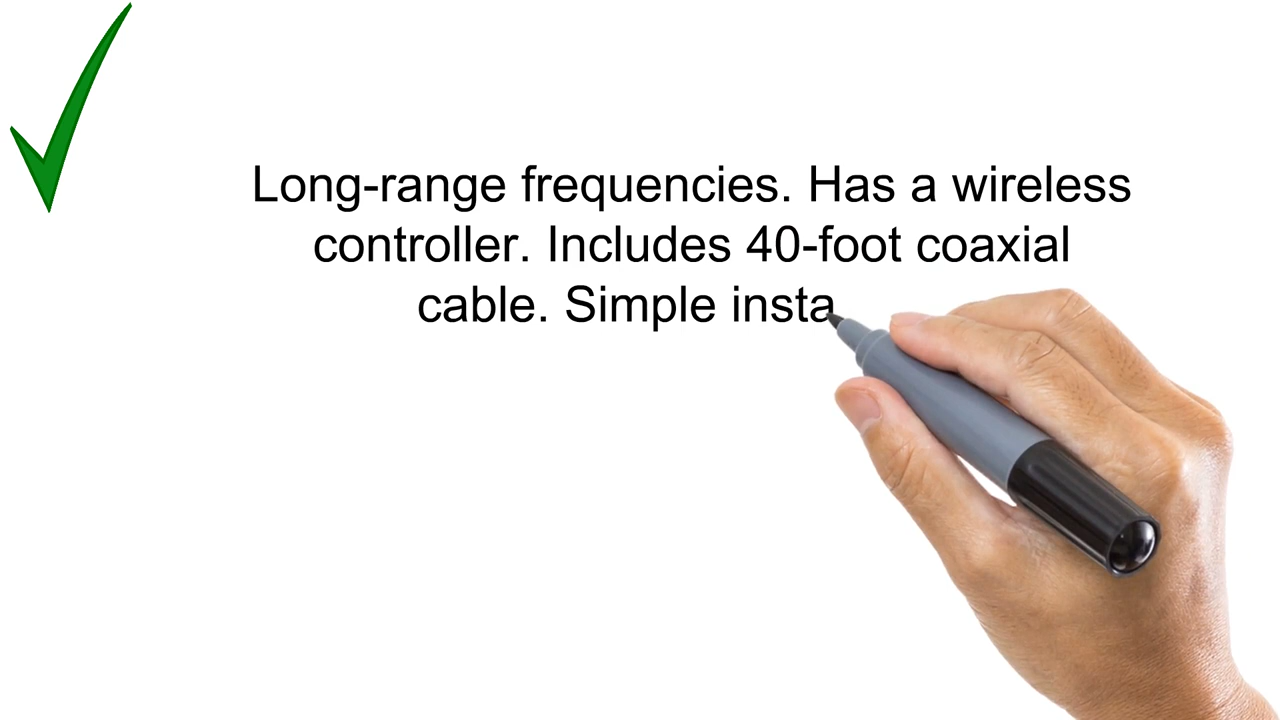 Long-range frequencies. Has a wireless
controller. Includes 40-foot coaxial
cable. Simple insta